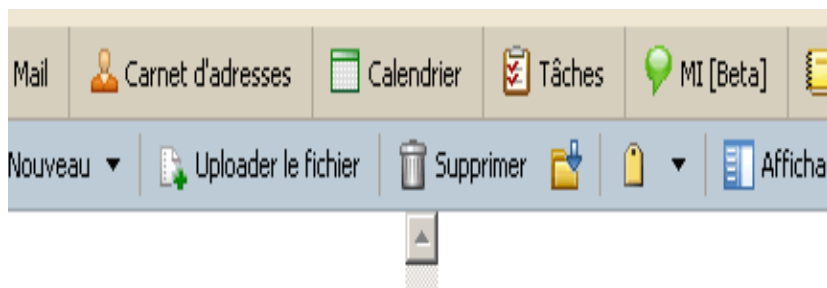 Mail Carnet d'adresses Calendrier Tâches MI [Beta]
Nouveau Uploader le fichier Supprimer Afficha